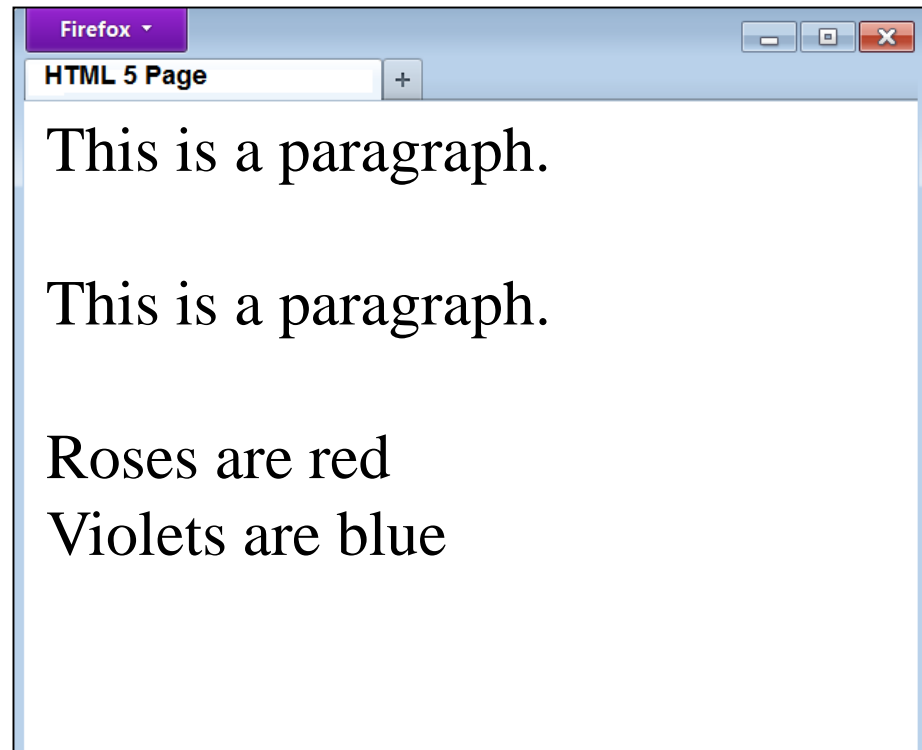 Firefox
HTML 5 Page
+
This is a paragraph.
This is a paragraph.
Roses are red
Violets are blue